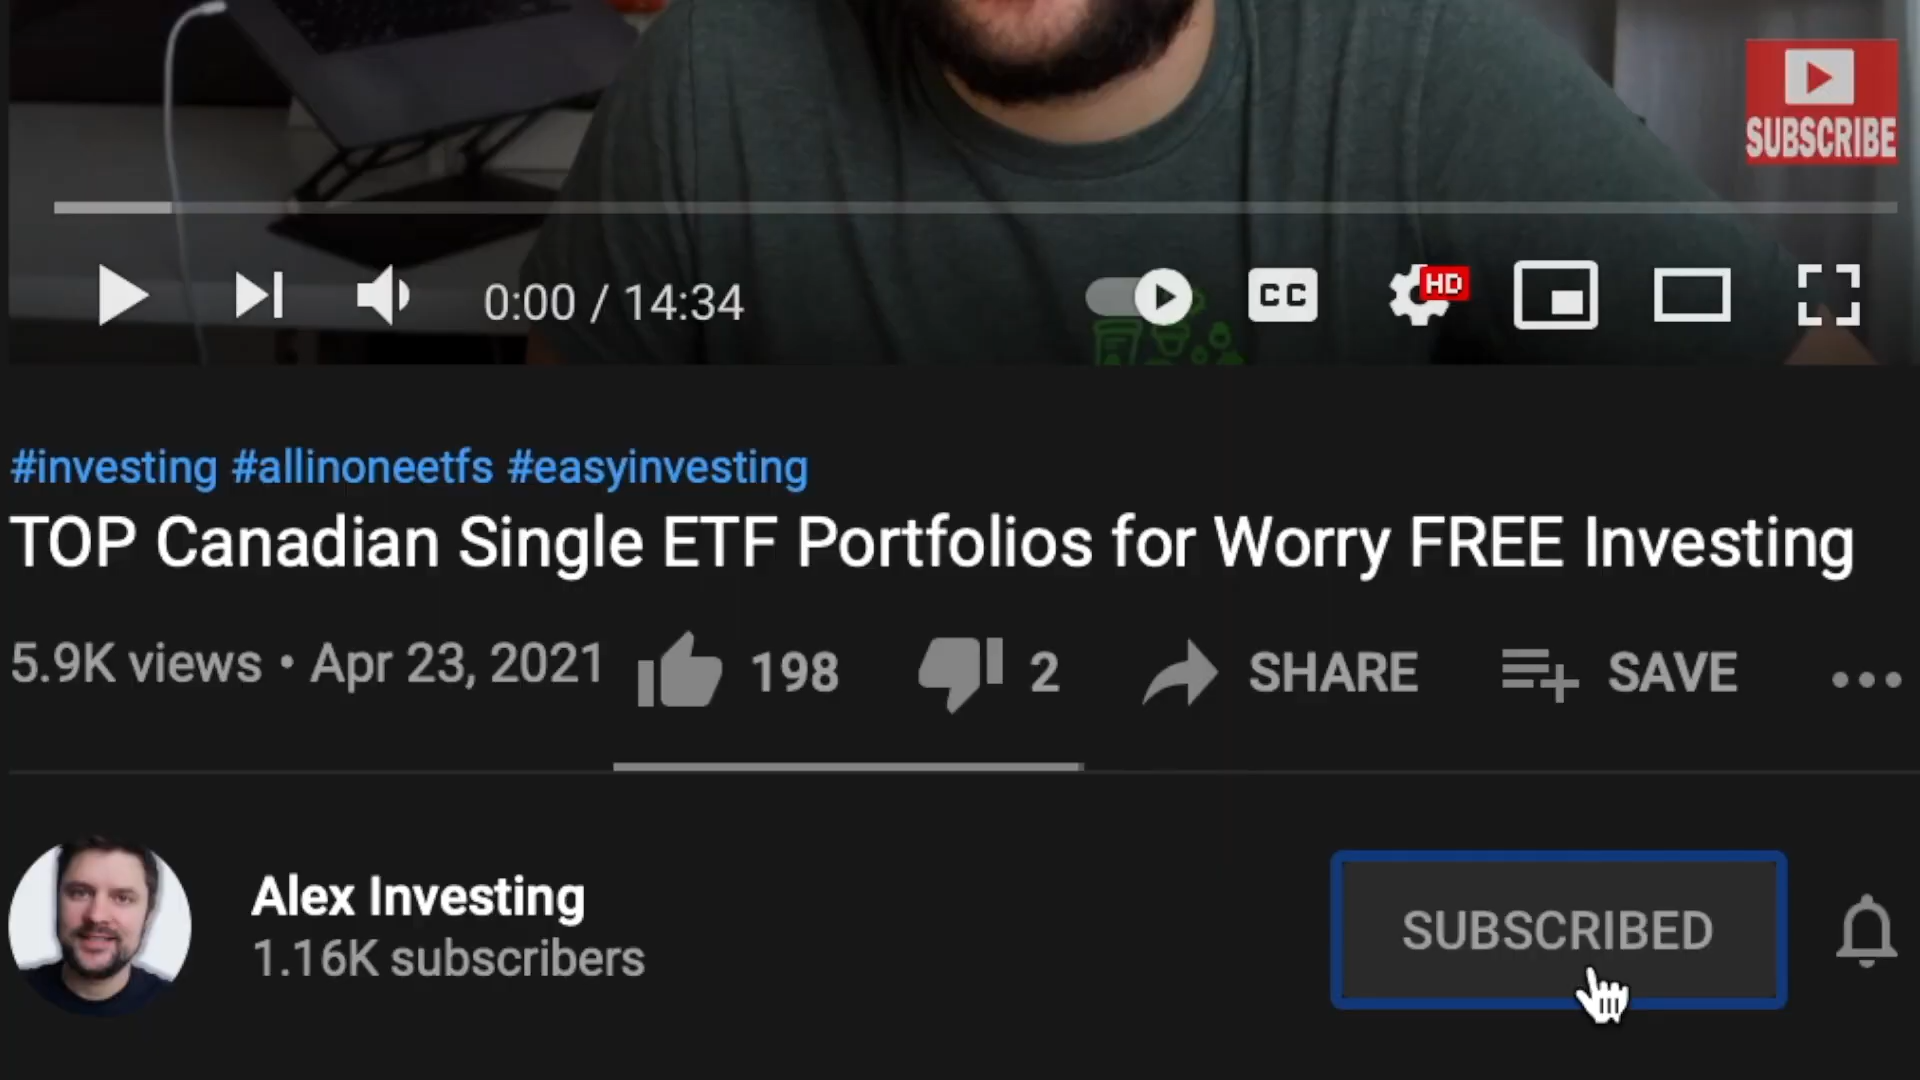 SUBSCRIBE
0:00 / 14:34
CC
HD
#investing #allinoneetfs #easyinvesting
TOP Canadian Single ETF Portfolios for Worry FREE Investing
5.9K views • Apr 23, 2021 198 2 SHARE SAVE
Alex Investing
1.16K subscribers
SUBSCRIBED